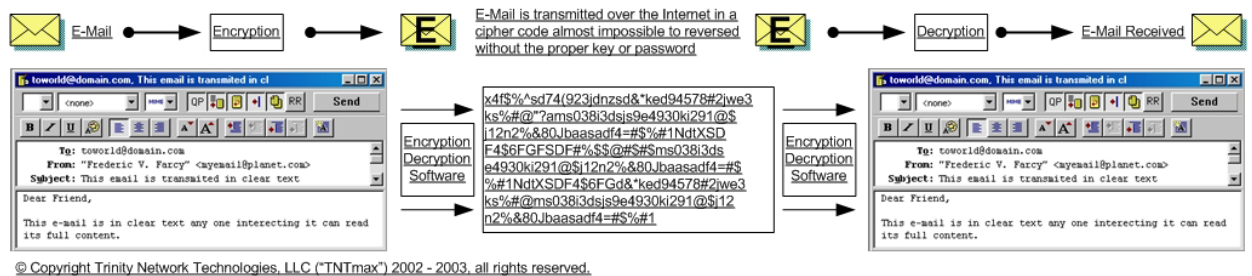 E-Mail
Encryption
E
E-Mail is transmitted over the Internet in a
cipher code almost impossible to reversed
without the proper key or password
E
Decryption
E-Mail Received
toworld@domain.com, This email is transmited in cl
<none>
MIME
QP
RR
Send
B I U
A A
To: toworld@domain.com
From: "Frederic V. Farcy" <myemail@planet.com>
Subject: This email is transmited in clear text
Dear Friend,
This e-mail is in clear text any one interecting it can read
its full content.
Encryption
Decryption
Software
x4f$%^sd74(923jdnzsd&*ked94578#2jwe3
ks%#@"?ams038i3dsjs9e4930ki291@$
j12n2%&80Jbaasadf4=#$%#1NdtXSD
F4$6FGFSDF#%$$@#$#$ms038i3ds
e4930ki291@$j12n2%&80Jbaasadf4=#$
%#1NdtXSDF4$6FGd&*ked94578#2jwe3
ks%#@ms038i3dsjs9e4930ki291@$j12
n2%&80Jbaasadf4=#$%#1
Encryption
Decryption
Software
toworld@domain.com, This email is transmited in cl
<none>
MIME
QP
RR
Send
B I U
A A
To: toworld@domain.com
From: "Frederic V. Farcy" <myemail@planet.com>
Subject: This email is transmited in clear text
Dear Friend,
This e-mail is in clear text any one interecting it can read
its full content.
© Copyright Trinity Network Technologies, LLC ("TNTmax") 2002 - 2003, all rights reserved.